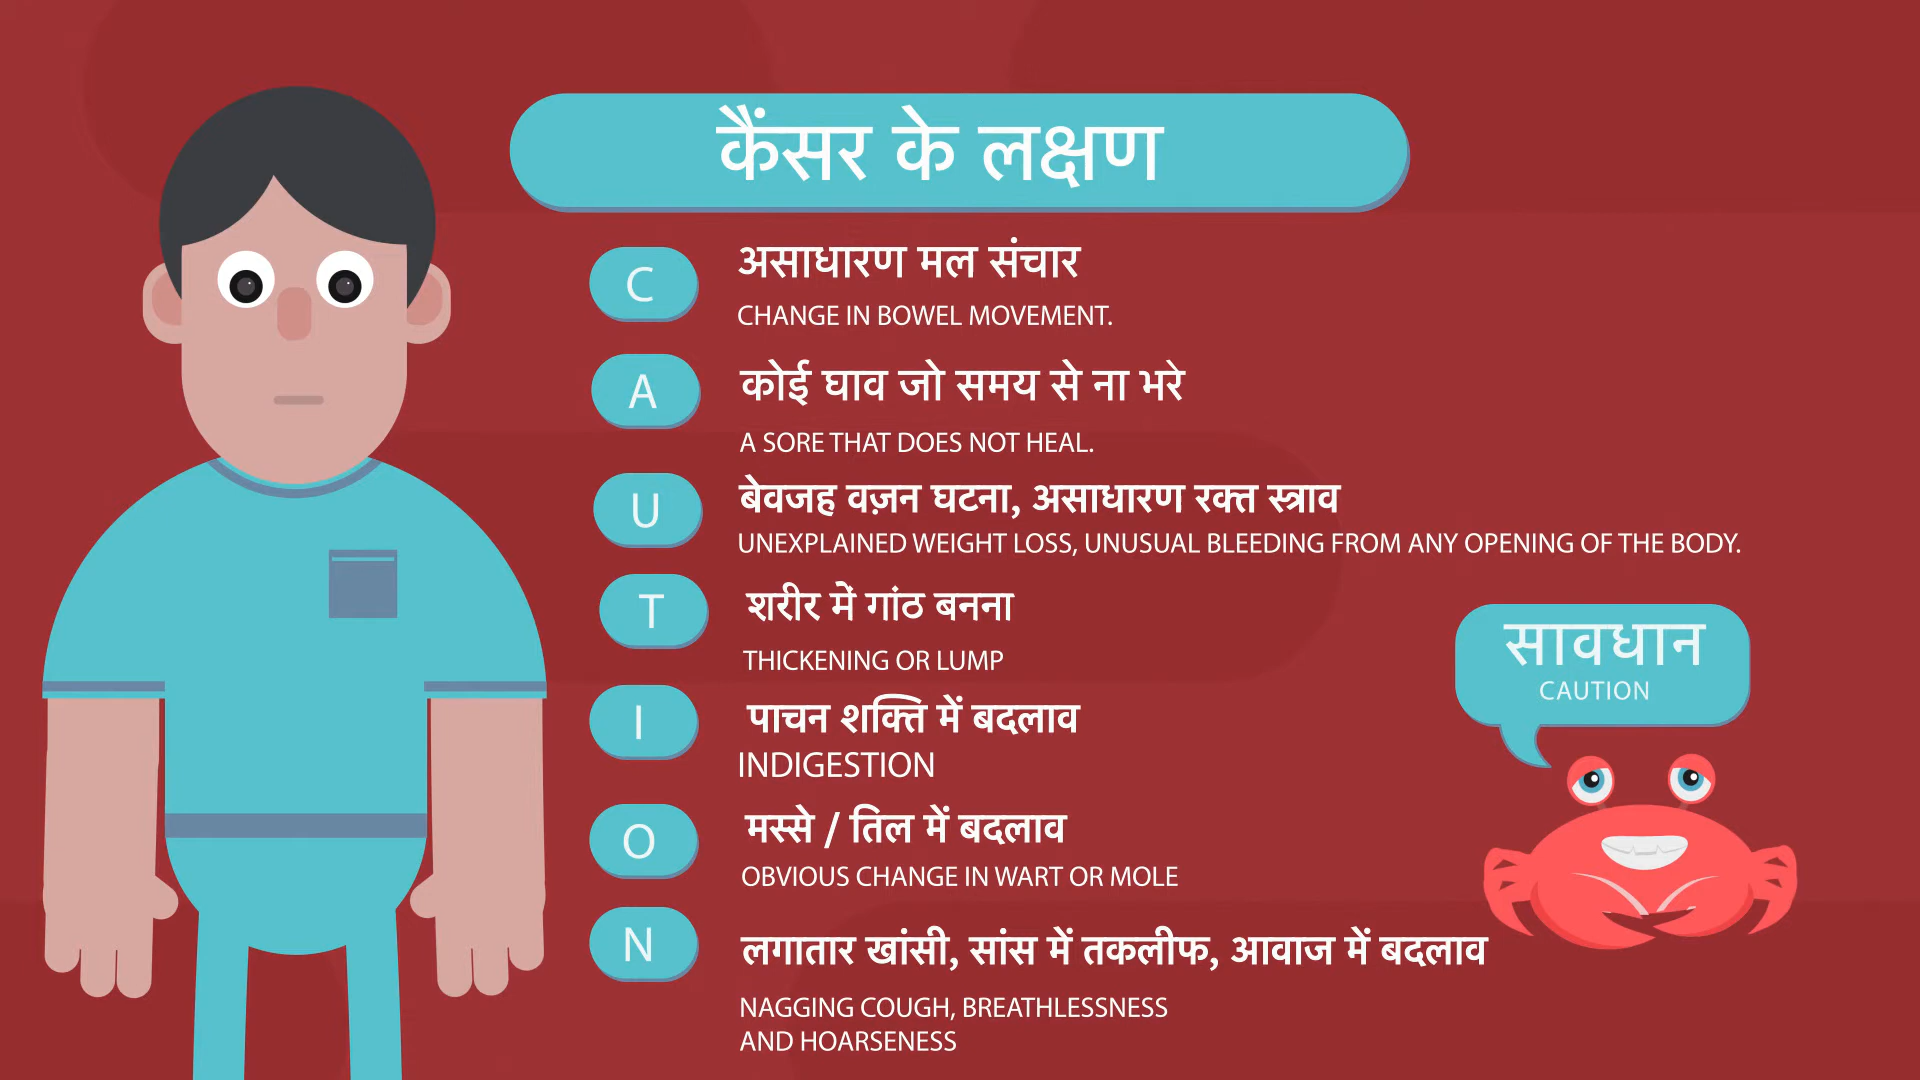 कैंसर के लक्षण
C
असाधारण मल संचार
CHANGE IN BOWEL MOVEMENT.
A
कोई घाव जो समय से ना भरे
A SORE THAT DOES NOT HEAL.
U
बेवजह वज़न घटना, असाधारण रक्त स्त्राव
UNEXPLAINED WEIGHT LOSS, UNUSUAL BLEEDING FROM ANY OPENING OF THE BODY.
T
शरीर में गांठ बनना
THICKENING OR LUMP
I
पाचन शक्ति में बदलाव
INDIGESTION
O
मस्से / तिल में बदलाव
OBVIOUS CHANGE IN WART OR MOLE
N
लगातार खांसी, सांस में तकलीफ, आवाज में बदलाव
NAGGING COUGH, BREATHLESSNESS
AND HOARSENESS
सावधान
CAUTION